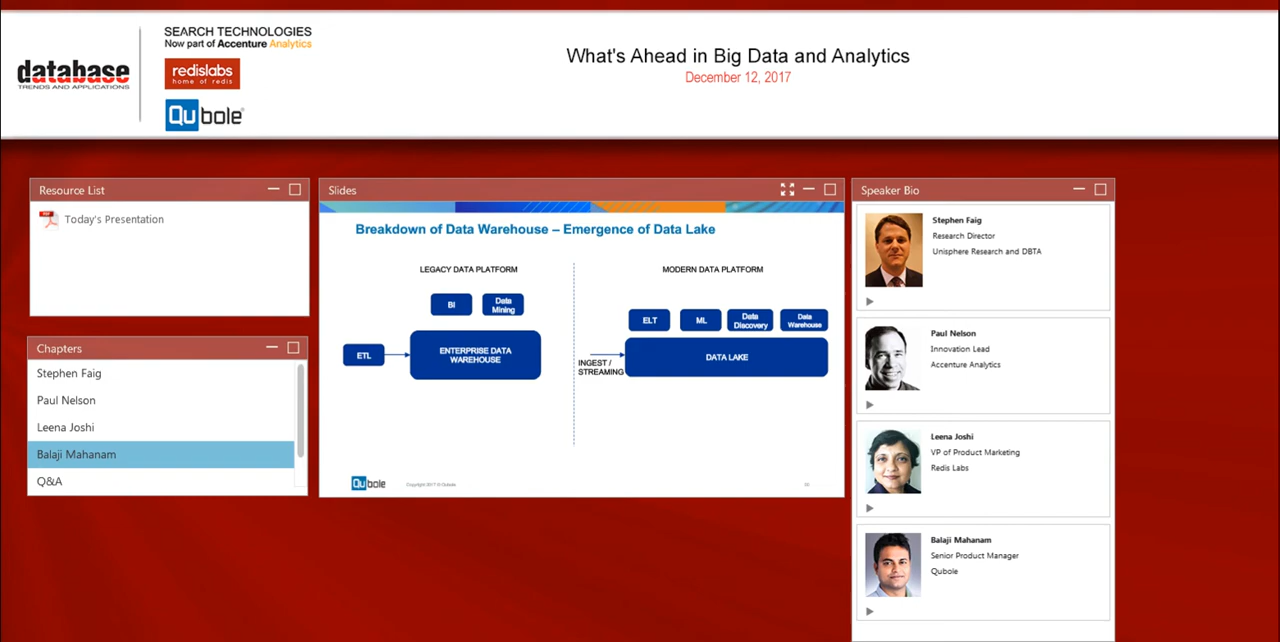 database
TRENDS AND APPLICATIONS
SEARCH TECHNOLOGIES
Now part of Accenture Analytics
redislabs
home of redis
Qubole
What's Ahead in Big Data and Analytics
December 12, 2017
Resource List
PDF
Today's Presentation
Chapters
Stephen Faig
Paul Nelson
Leena Joshi
Balaji Mahanam
Q&A
Slides
Breakdown of Data Warehouse – Emergence of Data Lake
LEGACY DATA PLATFORM
BI
Data
Mining
ETL
ENTERPRISE DATA
WAREHOUSE
MODERN DATA PLATFORM
ELT
ML
Data
Discovery
Data
Warehouse
INGEST /
STREAMING
DATA LAKE
Qubole
Copyright 2017 © Qubole
Speaker Bio
Stephen Faig
Research Director
Unisphere Research and DBTA
Paul Nelson
Innovation Lead
Accenture Analytics
Leena Joshi
VP of Product Marketing
Redis Labs
Balaji Mahanam
Senior Product Manager
Qubole